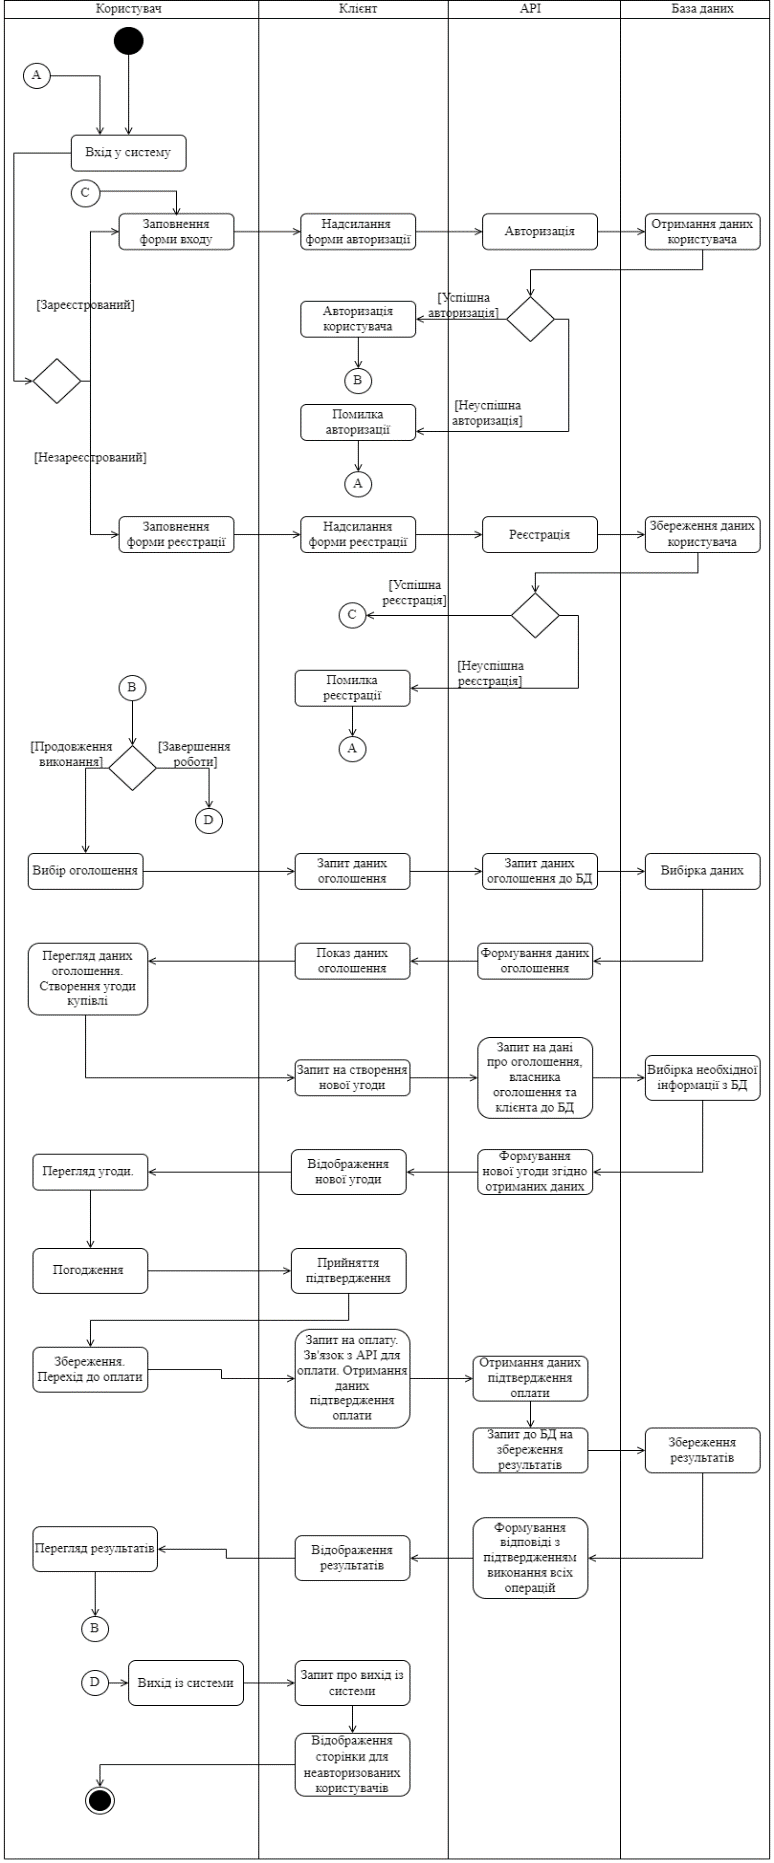 Користувач
Клієнт
API
База даних
A
Вхід у систему
C
Заповнення
форми входу
Надсилання
форми авторизації
Авторизація
Отримання даних
користувача
[Зареєстрований]
Авторизація
користувача
[Успішна
авторизація]
B
Помилка
авторизації
[Неуспішна
авторизація]
[Незареєстрований]
A
Заповнення
форми реєстрації
Надсилання
форми реєстрації
Реєстрація
Збереження даних
користувача
[Успішна
реєстрація]
C
[Неуспішна
реєстрація]
Помилка
реєстрації
B
A
[Продовження
виконання]
[Завершення
роботи]
D
Вибір оголошення
Запит даних
оголошення
Запит даних
оголошення до БД
Вибірка даних
Перегляд даних
оголошення.
Створення угоди
купівлі
Показ даних
оголошення
Формування даних
оголошення
Запит на створення
нової угоди
Запит на дані
про оголошення,
власника
оголошення та
клієнта до БД
Вибірка необхідної
інформації з БД
Перегляд угоди.
Відображення
нової угоди
Формування
нової угоди згідно
отриманих даних
Погодження
Прийняття
підтвердження
Збереження.
Перехід до оплати
Запит на оплату.
Зв'язок з API для
оплати. Отримання
даних
підтвердження
оплати
Отримання даних
підтвердження
оплати
Запит до БД на
збереження
результатів
Збереження
результатів
Перегляд результатів
Відображення
результатів
Формування
відповіді з
підтвердженням
виконання всіх
операцій
B
D
Вихід із системи
Запит про вихід із
системи
Відображення
сторінки для
неавторизованих
користувачів